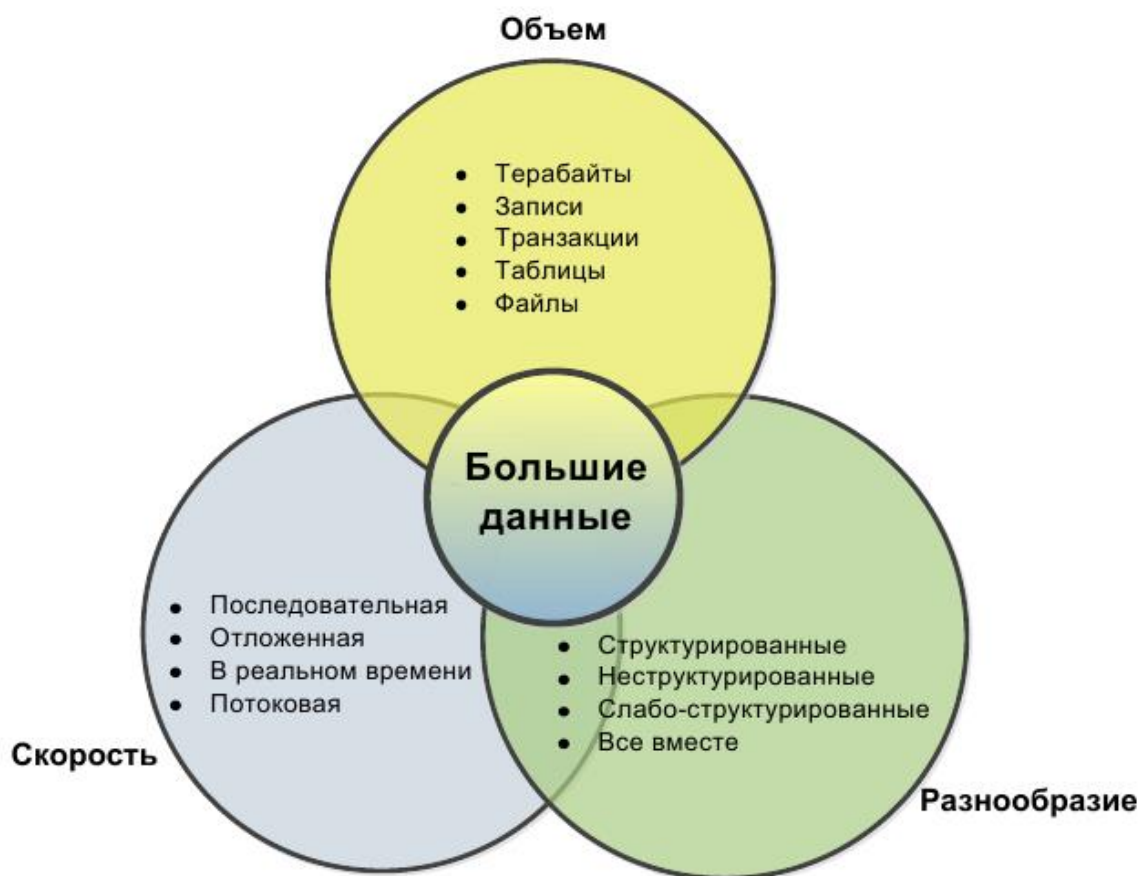 Объем
Терабайты
Записи
Транзакции
Таблицы
Файлы
Большие
данные
Последовательная
Отложенная
В реальном времени
Потоковая
Скорость
Структурированные
Неструктурированные
Слабо-структурированные
Все вместе
Разнообразие